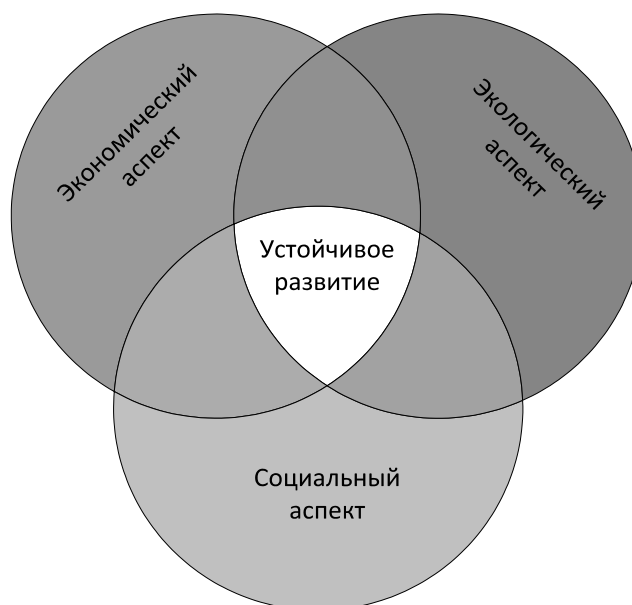 Экономический
аспект
Экологический
аспект
Устойчивое
развитие
Социальный
аспект